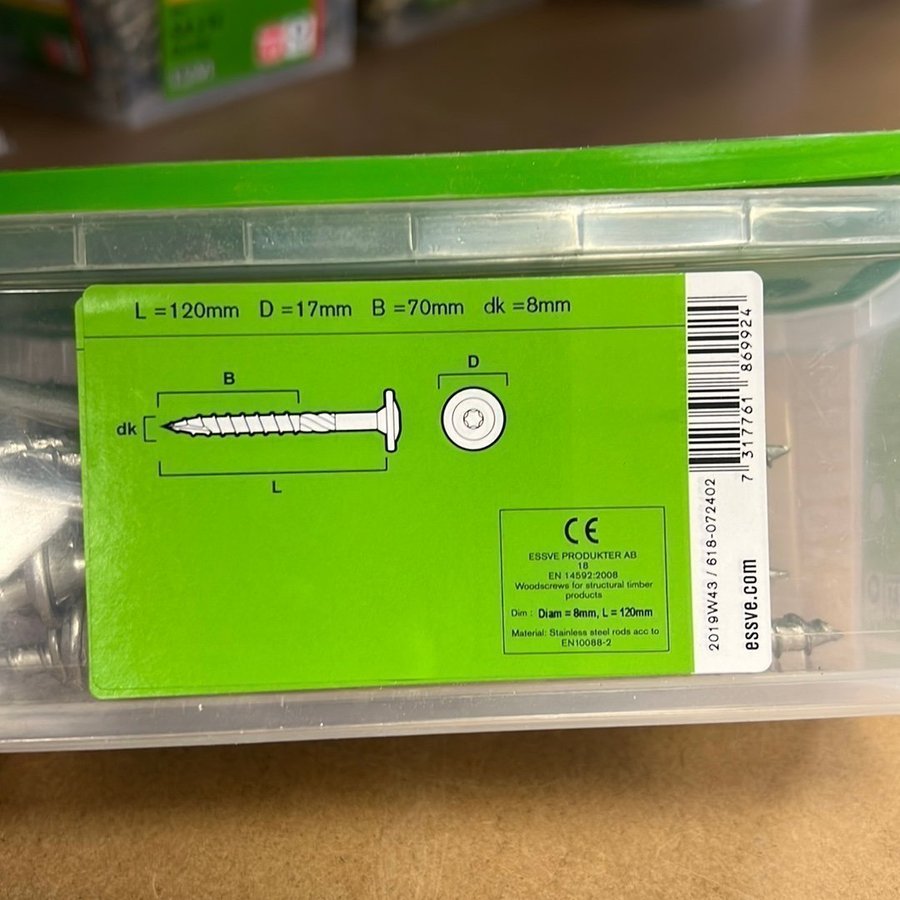 L =120mm D =17mm B =70mm dk =8mm
B
D
dk
L
CE
ESSVE PRODUKTER AB
18
EN 14592:2008
Woodscrews for structural timber
products
Dim : Diam = 8mm, L = 120mm
Material: Stainless steel rods acc to
EN10088-2
7 317761 869924
2019W43 / 618-072402
essve.com